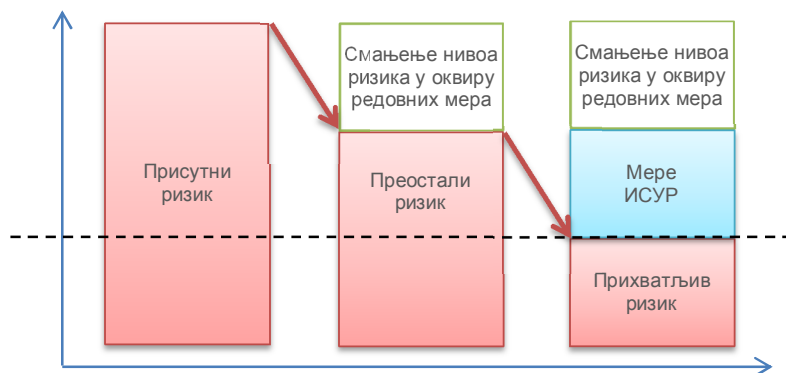 Присутни
ризик
Смањење нивоа
ризика у оквиру
редовних мера
Преостали
ризик
Смањење нивоа
ризика у оквиру
редовних мера
Мере
ИСУР
Прихватљив
ризик